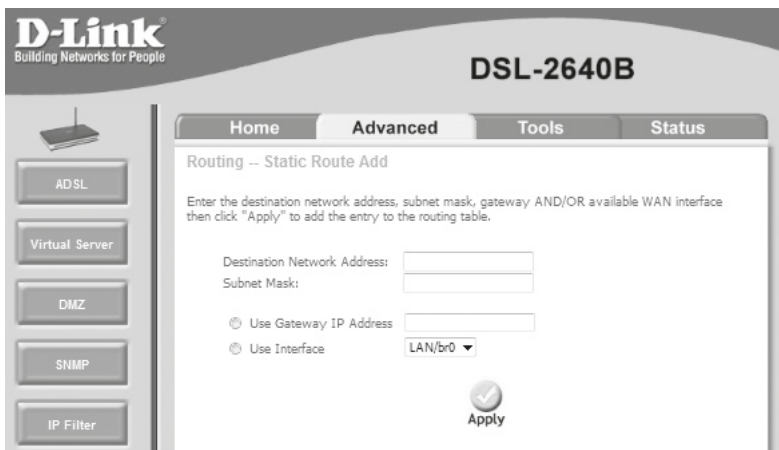 D-Link
Building Networks for People
DSL-2640B
Home Advanced Tools Status
ADSL
Virtual Server
DMZ
SNMP
IP Filter
Routing -- Static Route Add
Enter the destination network address, subnet mask, gateway AND/OR available WAN interface
then click "Apply" to add the entry to the routing table.
Destination Network Address:
Subnet Mask:
Use Gateway IP Address
Use Interface LAN/br0
Apply